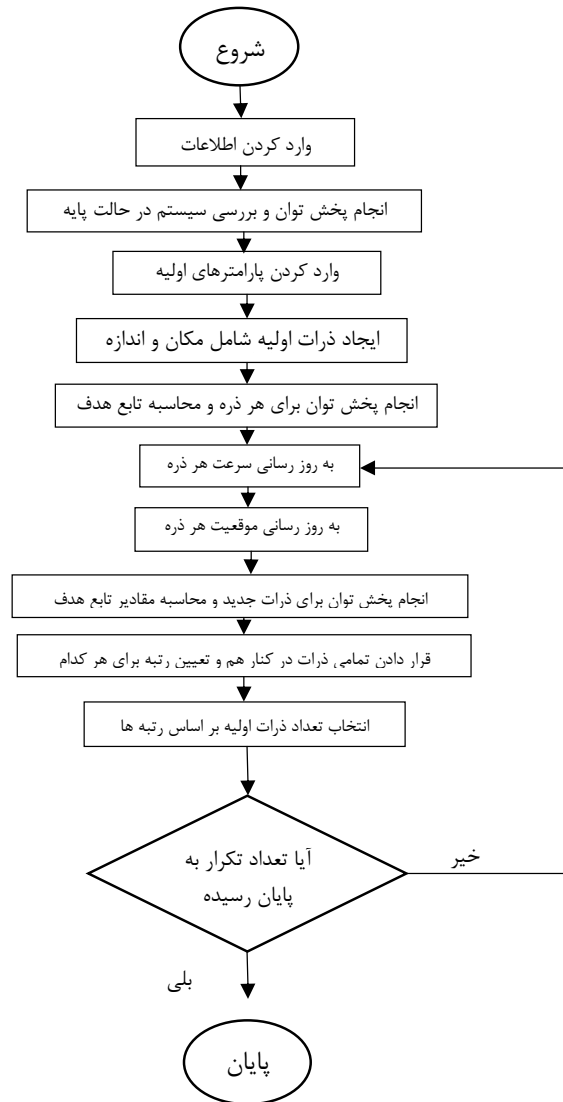 شروع
وارد کردن اطلاعات
انجام پخش توان و بررسی سیستم در حالت پایه
وارد کردن پارامترهای اولیه
ایجاد ذرات اولیه شامل مکان و اندازه
انجام پخش توان برای هر ذره و محاسبه تابع هدف
به روز رسانی سرعت هر ذره
به روز رسانی موقعیت هر ذره
انجام پخش توان برای ذرات جدید و محاسبه مقادیر تابع هدف
قرار دادن تمامی ذرات در کنار هم و تعیین رتبه برای هر کدام
انتخاب تعداد ذرات اولیه بر اساس رتبه ها
آیا تعداد تکرار به
پایان رسیده
خیر
بلی
پایان